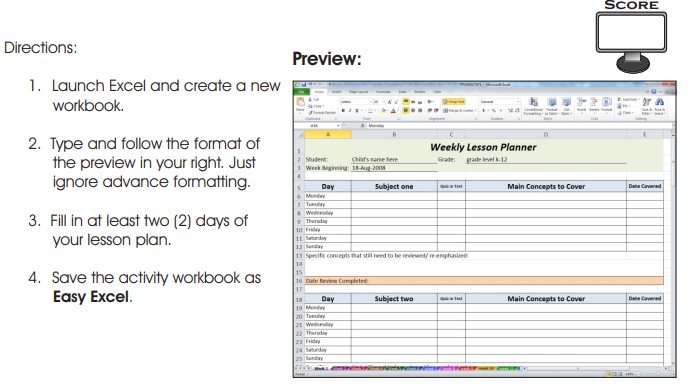 SCORE
Directions:
Preview:
1. Launch Excel and create a new
workbook.
2. Type and follow the format of
the preview in your right. Just
ignore advance formatting.
3. Fill in at least two (2) days of
your lesson plan.
4. Save the activity workbook as
Easy Excel.
A B C D E
1 Weekly Lesson Planner
2 Student: Child's name here Grade: grade level k-12
3 Week Beginning: 18-Aug-2008
4
5 Day Subject one Quiz or Test Main Concepts to Cover Date Covered
6 Monday
7 Tuesday
8 Wednesday
9 Thursday
10 Friday
11 Saturday
12 Sunday
13 Specific concepts that still need to be reviewed/ re-emphasized:
14
15
16 Date Review Completed:
17
18 Day Subject two Quiz or Test Main Concepts to Cover Date Covered
19 Monday
20 Tuesday
21 Wednesday
22 Thursday
23 Friday
24 Saturday
25 Sunday